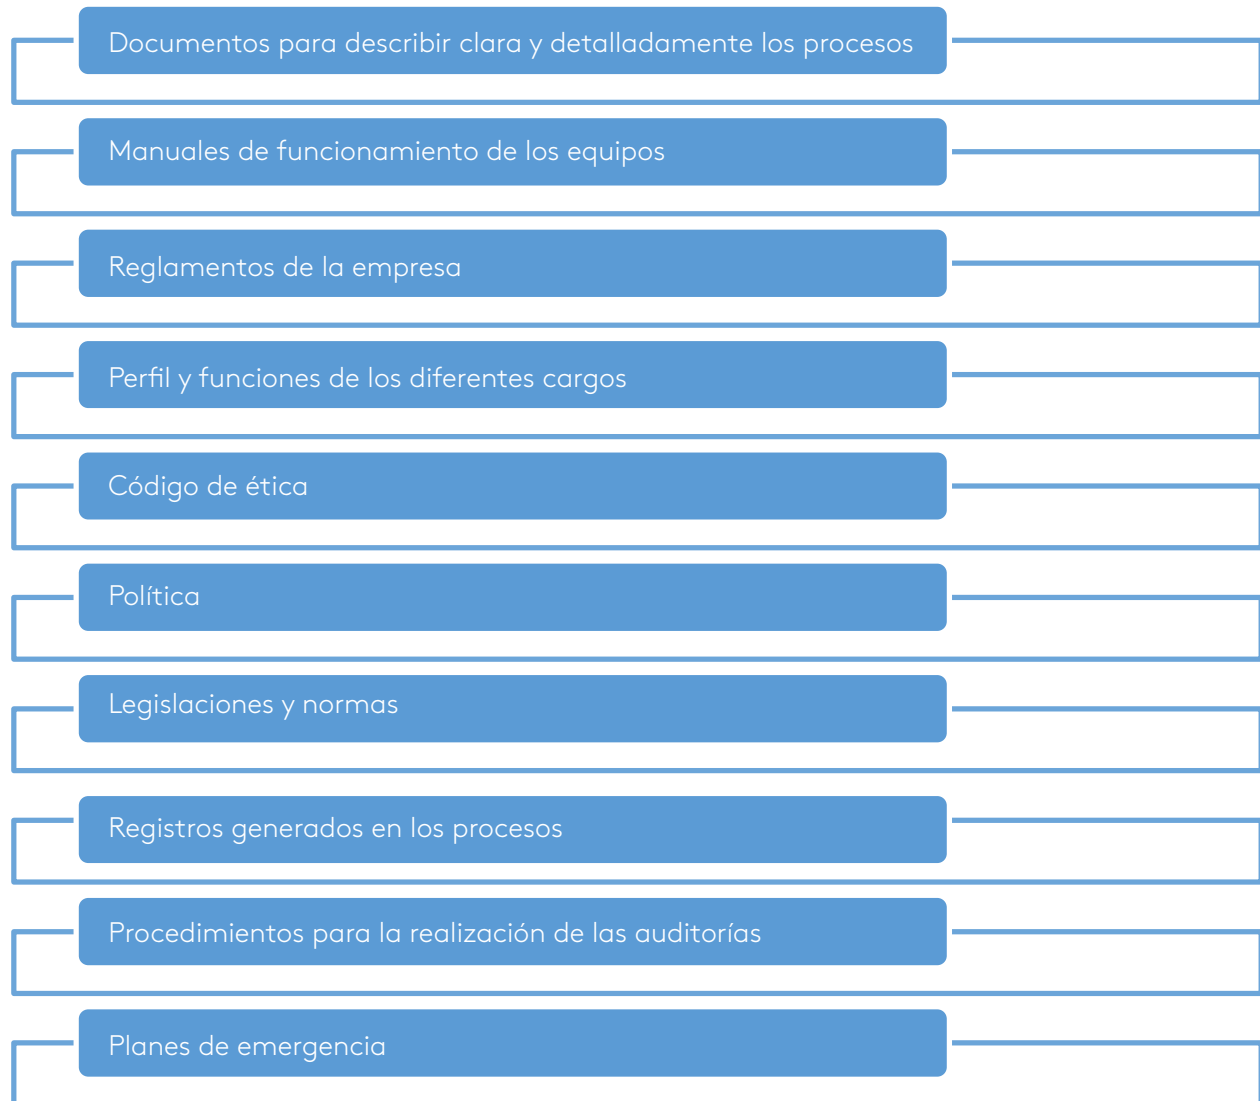 Documentos para describir clara y detalladamente los procesos
Manuales de funcionamiento de los equipos
Reglamentos de la empresa
Perfil y funciones de los diferentes cargos
Código de ética
Política
Legislaciones y normas
Registros generados en los procesos
Procedimientos para la realización de las auditorías
Planes de emergencia